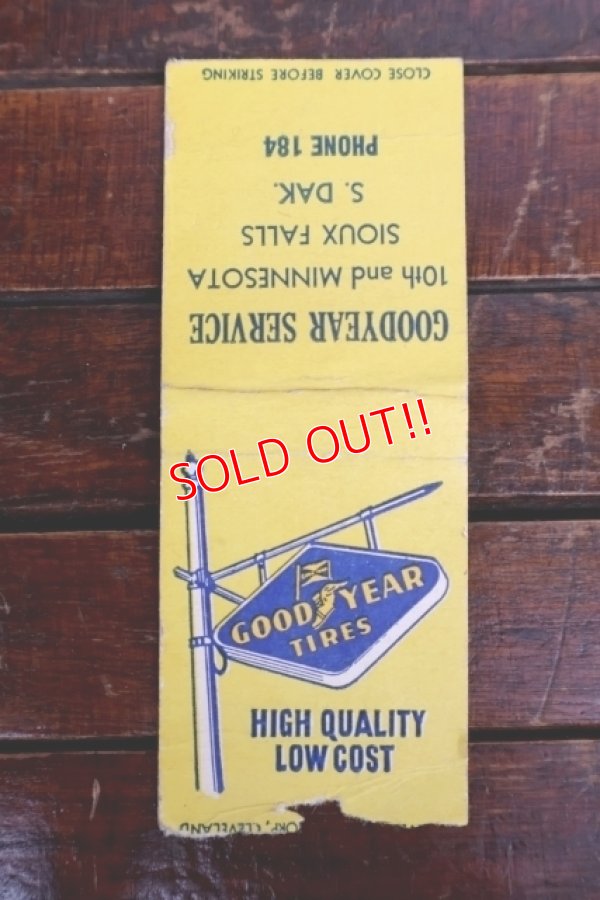 CLOSE COVER BEFORE STRIKING
PHONE 184
S. DAK.
SIOUX FALLS
10th and MINNESOTA
GOODYEAR SERVICE
SOLD OUT!!
GOOD YEAR
TIRES
HIGH QUALITY
LOW COST
CLEVELAND